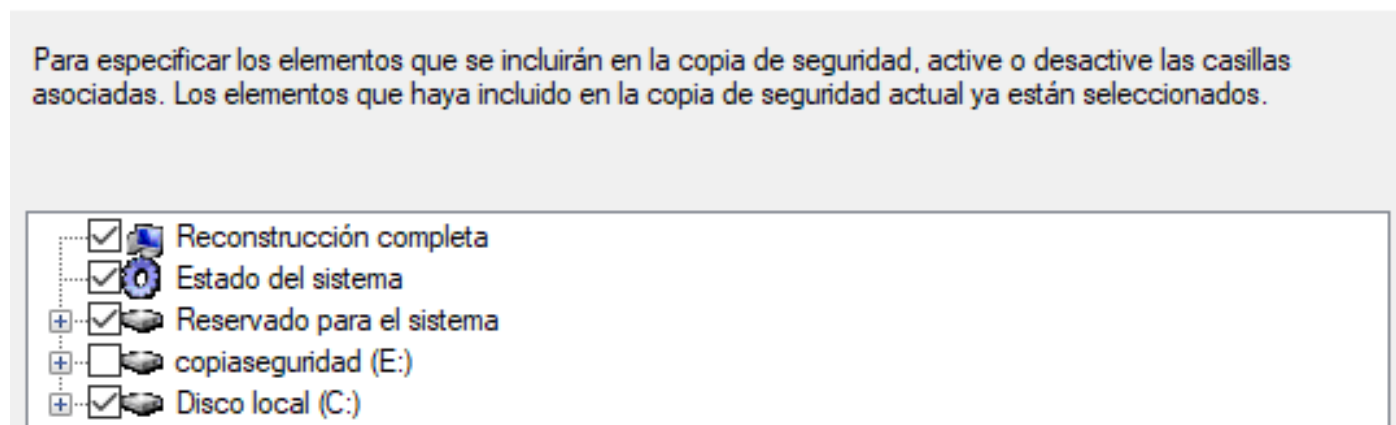 Para especificar los elementos que se incluirán en la copia de seguridad, active o desactive las casillas
asociadas. Los elementos que haya incluido en la copia de seguridad actual ya están seleccionados.
Reconstrucción completa
Estado del sistema
Reservado para el sistema
copiaseguridad (E:)
Disco local (C:)